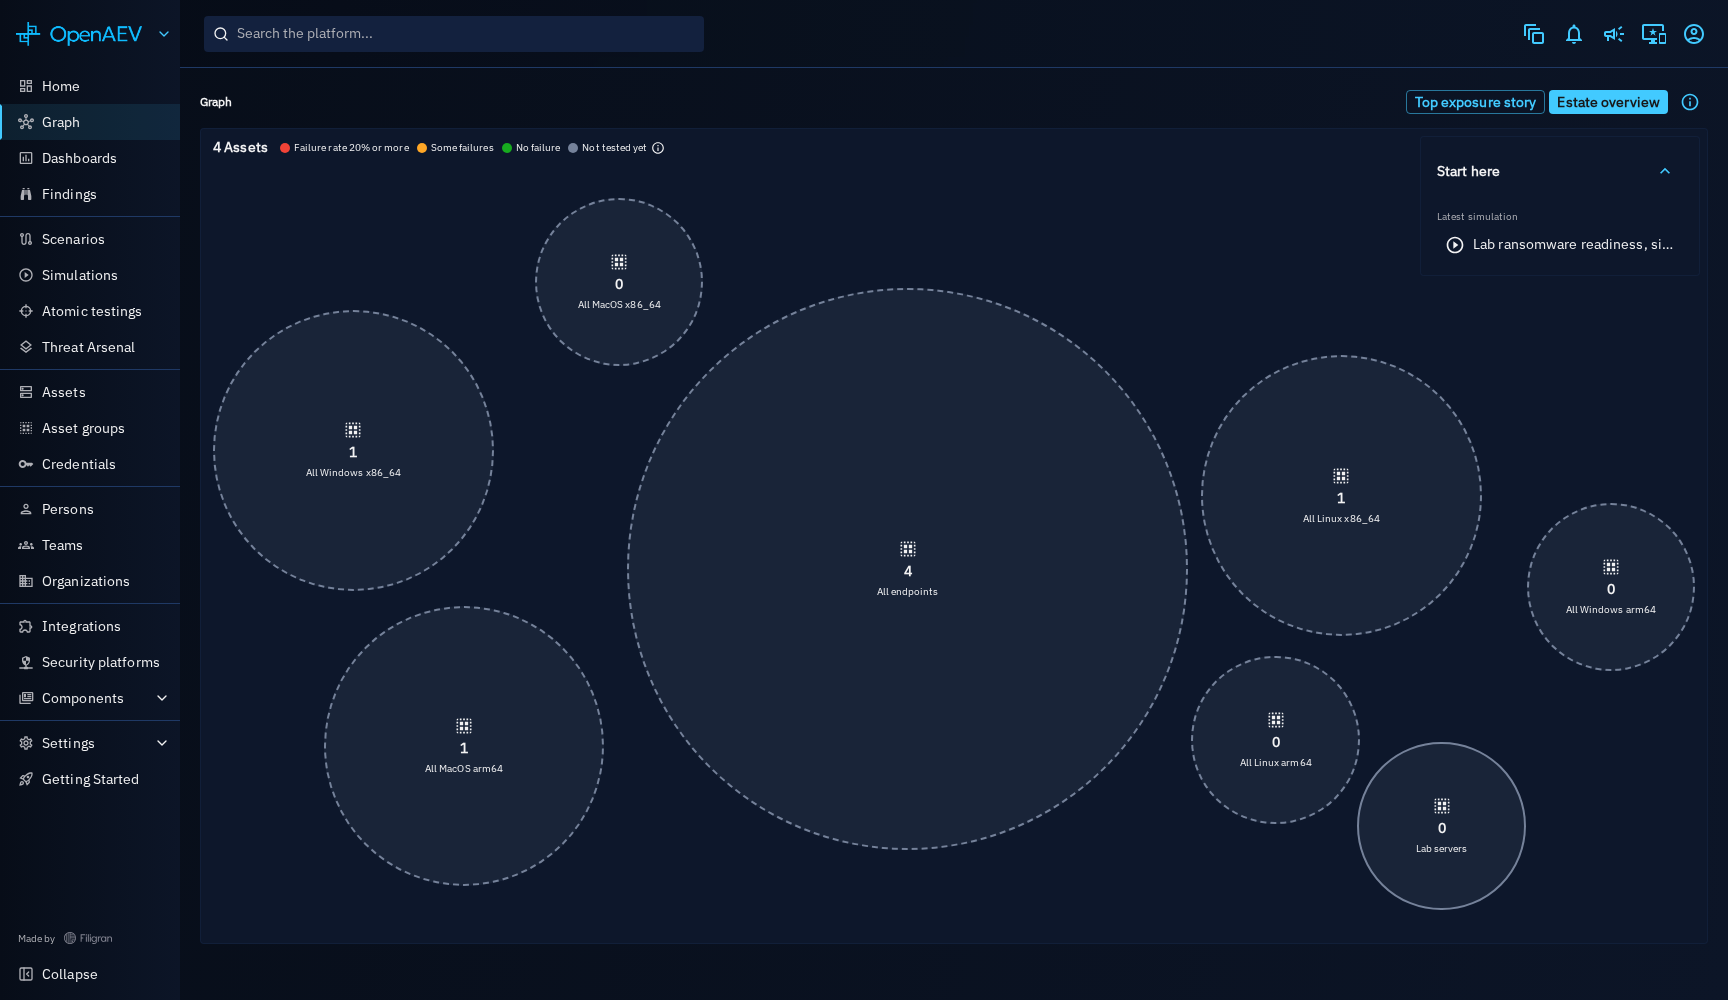 OpenAEV
Search the platform...
Home
Graph
Dashboards
Findings
Scenarios
Simulations
Atomic testings
Threat Arsenal
Assets
Asset groups
Credentials
Persons
Teams
Organizations
Integrations
Security platforms
Components
Settings
Getting Started
Made by Filigran
Collapse
Graph
Top exposure story
Estate overview
4 Assets
Failure rate 20% or more
Some failures
No failure
Not tested yet
Start here
Latest simulation
Lab ransomware readiness, si...
0
All MacOS x86_64
1
All Windows x86_64
4
All endpoints
1
All Linux x86_64
0
All Windows arm64
1
All MacOS arm64
0
All Linux arm64
0
Lab servers